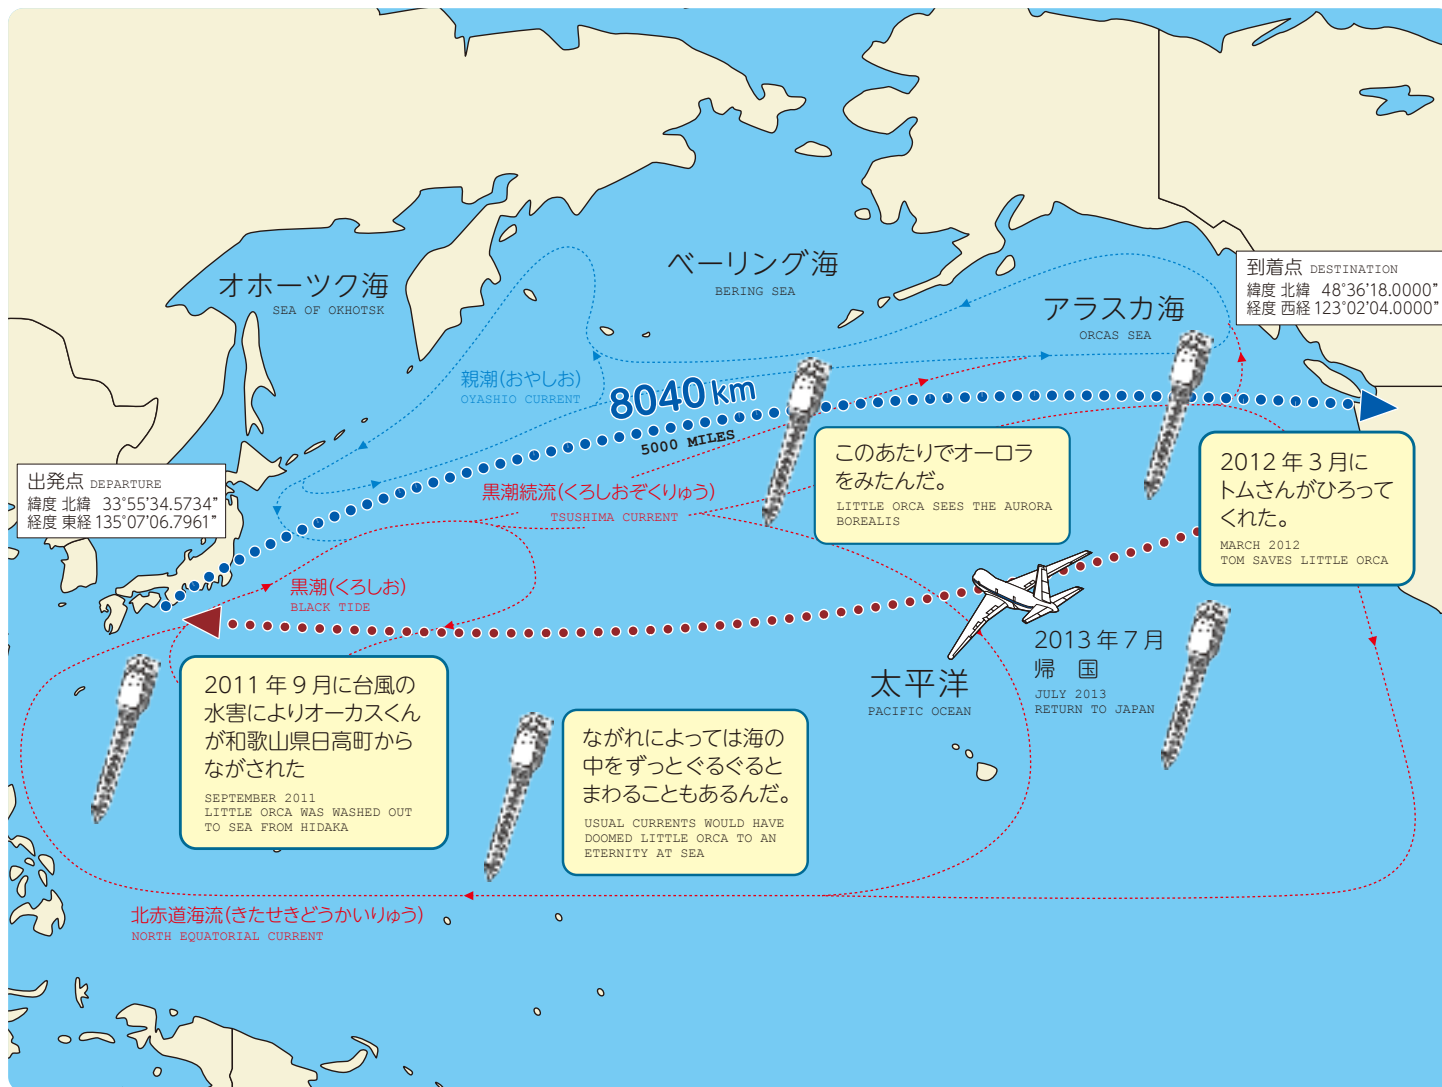 オホーツク海
SEA OF OKHOTSK
ベーリング海
BERING SEA
アラスカ海
ORCAS SEA
到着点 DESTINATION
緯度 北緯 48°36'18.0000"
経度 西経 123°02'04.0000"
親潮(おやしお)
OYASHIO CURRENT
8040 km
5000 MILES
出発点 DEPARTURE
緯度 北緯 33°55'34.5734"
経度 東経 135°07'06.7961"
黒潮続流(くろしおぞくりゅう)
TSUSHIMA CURRENT
このあたりでオーロラ
をみたんだ。
LITTLE ORCA SEES THE AURORA
BOREALIS
2012 年 3 月に
トムさんがひろって
くれた。
MARCH 2012
TOM SAVES LITTLE ORCA
黒潮(くろしお)
BLACK TIDE
2013 年 7 月
帰 国
JULY 2013
RETURN TO JAPAN
太平洋
PACIFIC OCEAN
2011 年 9 月に台風の
水害によりオーカスくん
が和歌山県日高町から
ながされた
SEPTEMBER 2011
LITTLE ORCA WAS WASHED OUT
TO SEA FROM HIDAKA
ながれによっては海の
中をずっとぐるぐると
まわることもあるんだ。
USUAL CURRENTS WOULD HAVE
DOOMED LITTLE ORCA TO AN
ETERNITY AT SEA
北赤道海流(きたせきどうかいりゅう)
NORTH EQUATORIAL CURRENT